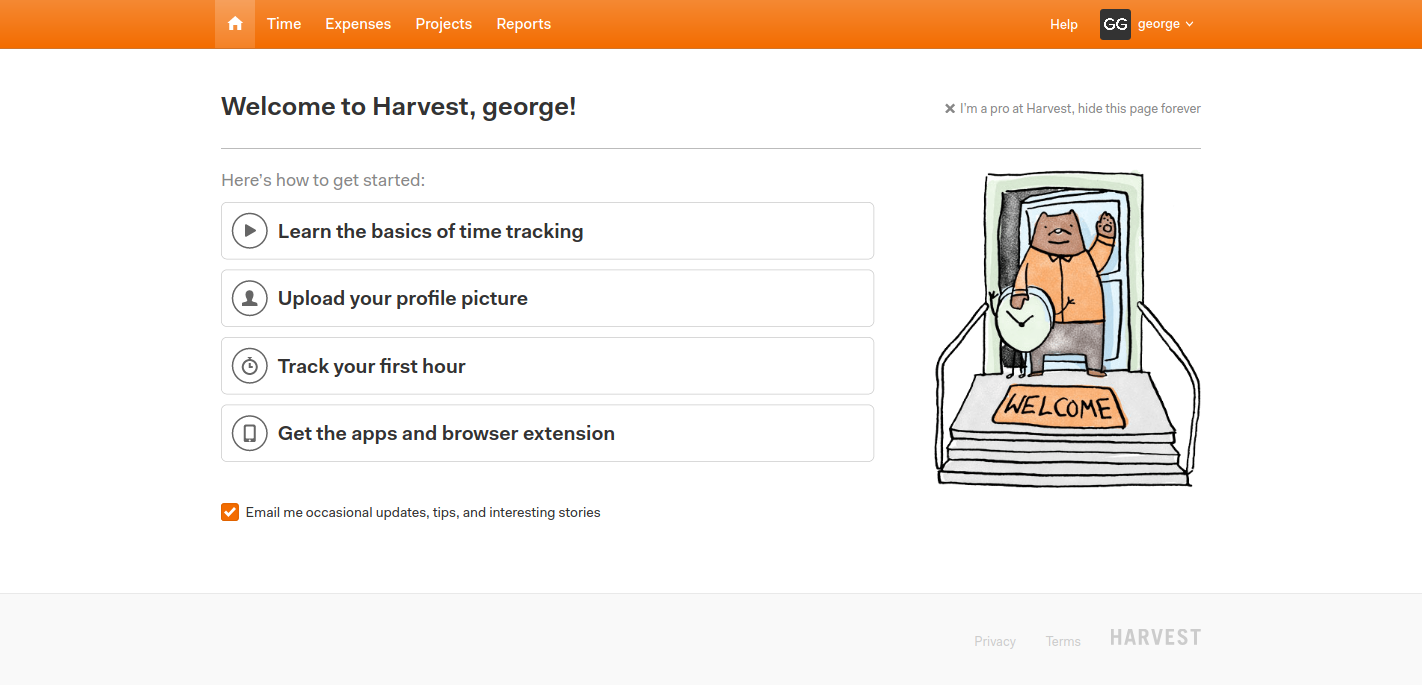 Time Expenses Projects Reports Help GG george
Welcome to Harvest, george!
I'm a pro at Harvest, hide this page forever
Here's how to get started:
Learn the basics of time tracking
Upload your profile picture
Track your first hour
Get the apps and browser extension
WELCOME
Email me occasional updates, tips, and interesting stories
Privacy Terms HARVEST